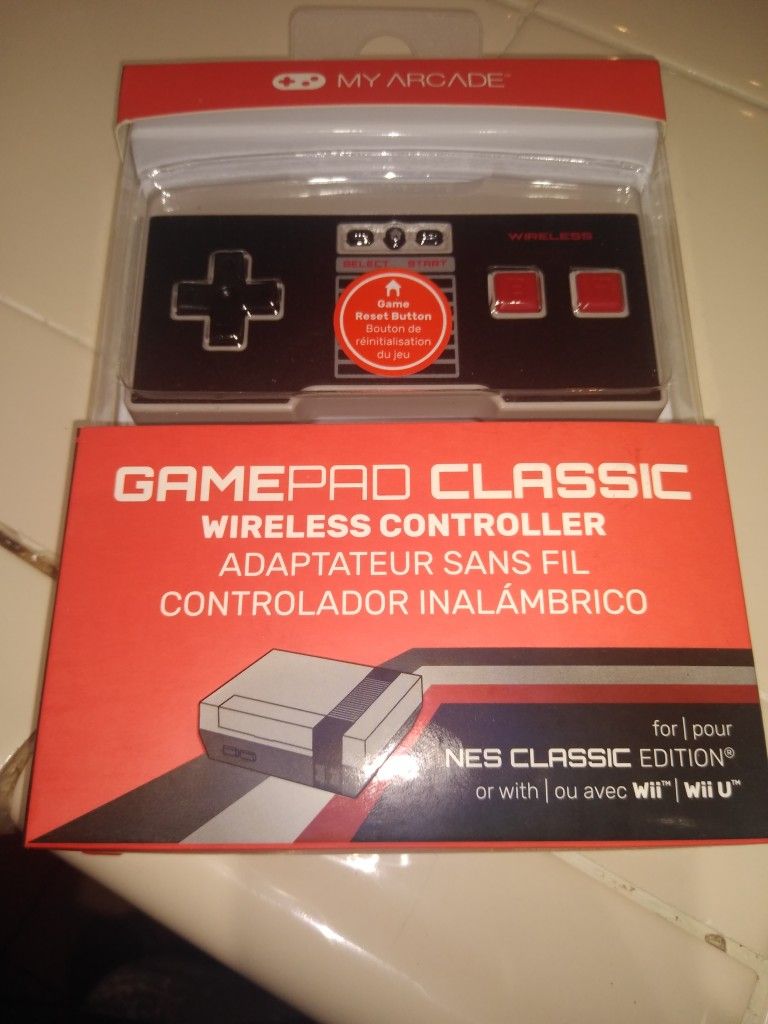 MY ARCADE™
WIRELESS
SELECT START
Game
Reset Button
Bouton de
réinitialisation
du jeu
GAMEPAD CLASSIC
WIRELESS CONTROLLER
ADAPTATEUR SANS FIL
CONTROLADOR INALÁMBRICO
for | pour
NES CLASSIC EDITION®
or with | ou avec Wii™ | Wii U™